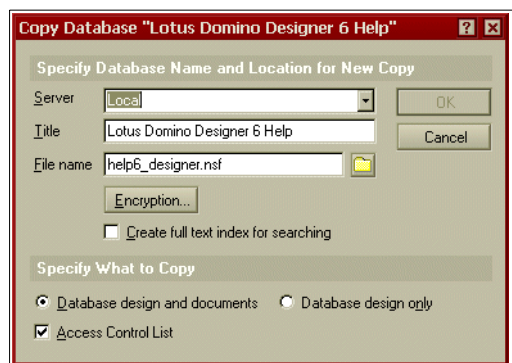 Copy Database "Lotus Domino Designer 6 Help"
Specify Database Name and Location for New Copy
Server Local OK
Title Lotus Domino Designer 6 Help Cancel
File name help6_designer.nsf
Encryption...
Create full text index for searching
Specify What to Copy
Database design and documents Database design only
Access Control List